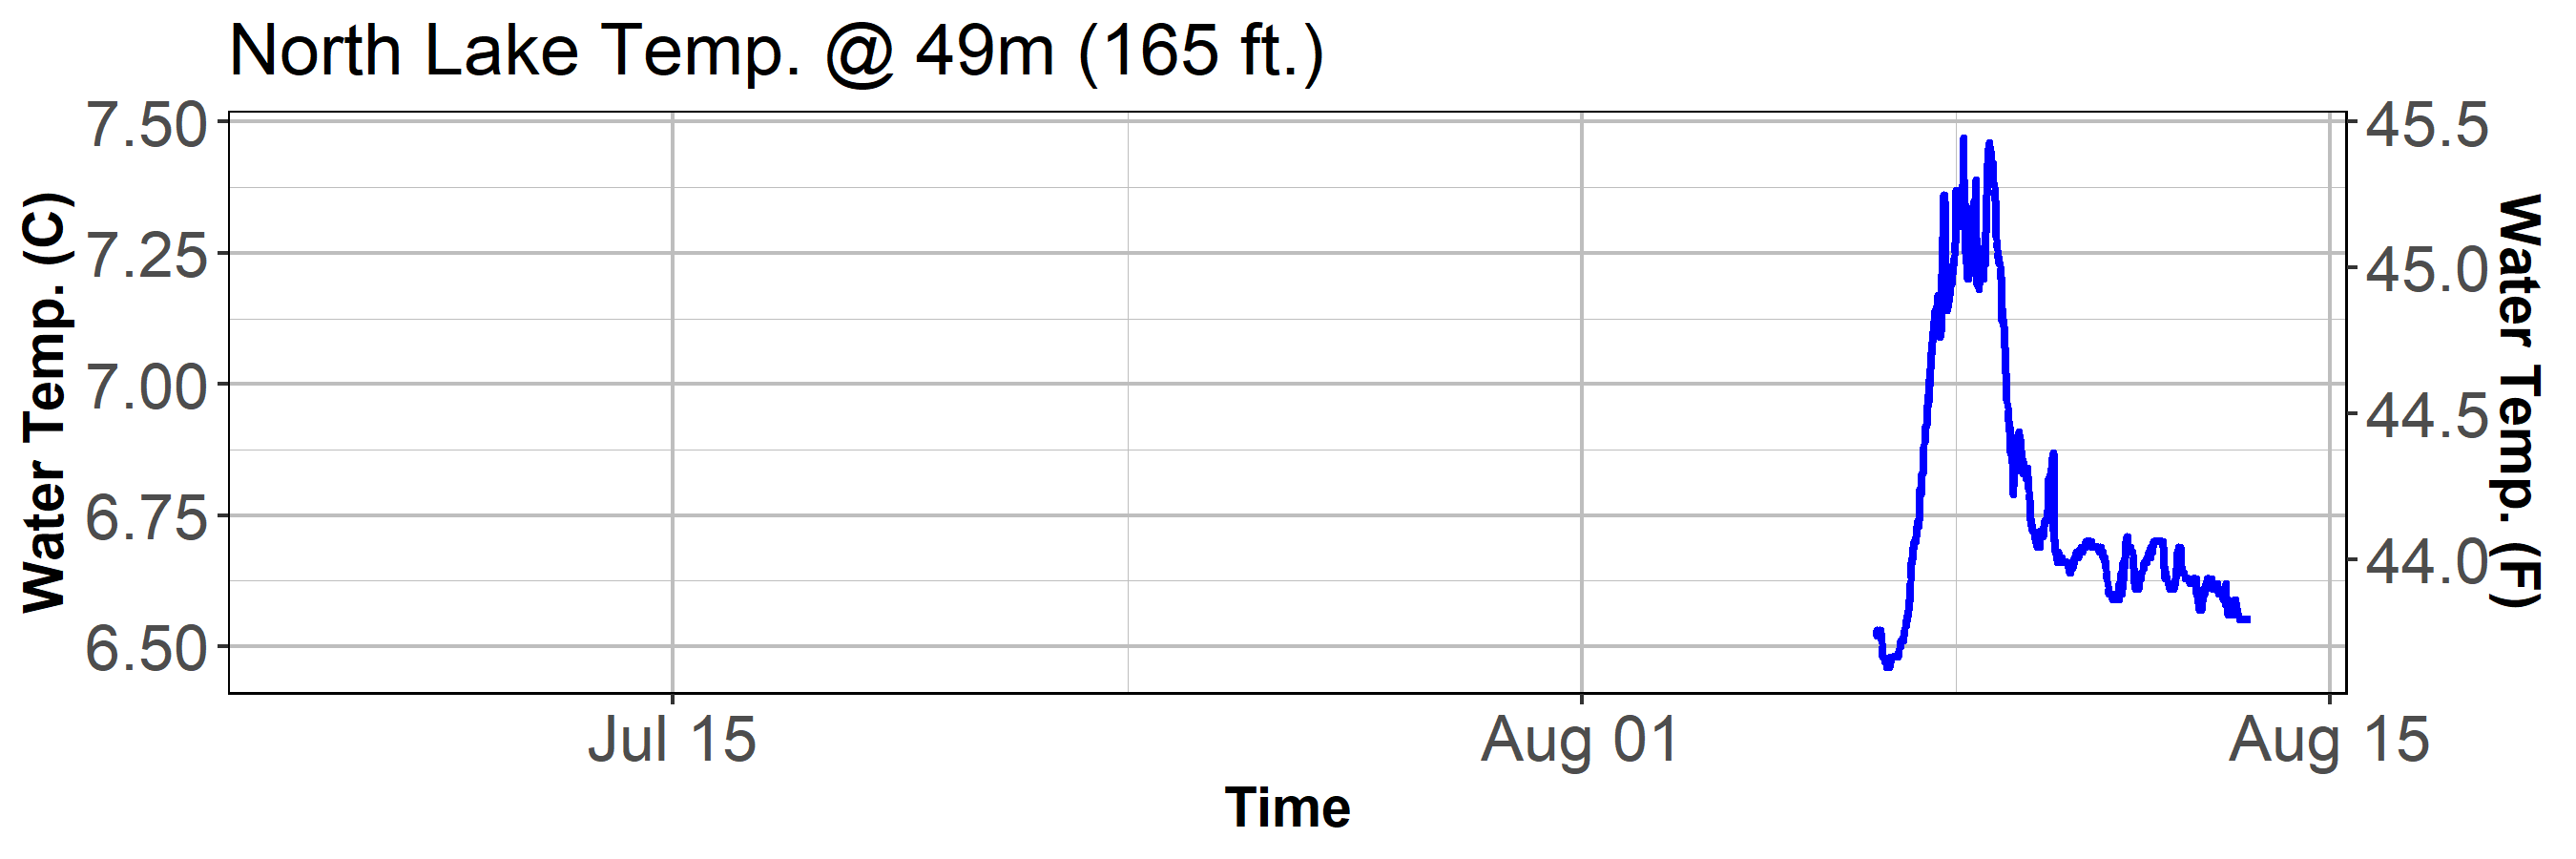 North Lake Temp. @ 49m (165 ft.)
7.50
7.25
7.00
6.75
6.50
Water Temp. (C)
45.5
45.0
44.5
44.0
Water Temp. (F)
Jul 15
Aug 01
Aug 15
Time